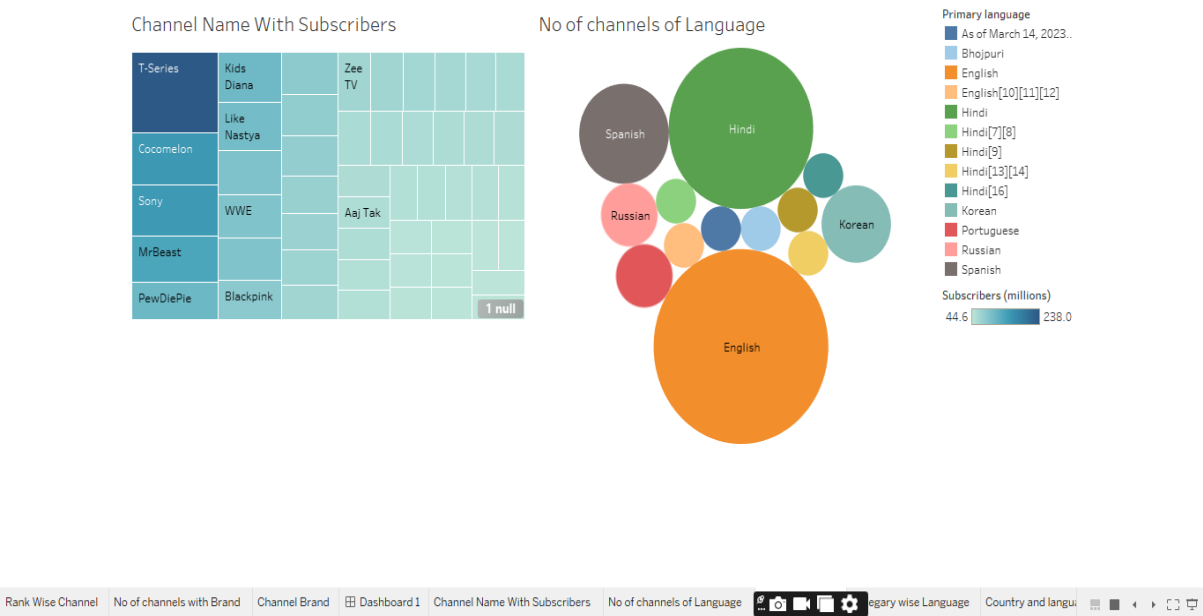 Channel Name With Subscribers
T-Series
Cocomelon
Sony
MrBeast
PewDiePie
Kids
Diana
Like
Nastya
WWE
Blackpink
Zee
TV
Aaj Tak
1 null
No of channels of Language
Spanish
Hindi
Russian
Korean
English
Primary language
As of March 14, 2023..
Bhojpuri
English
English[10][11][12]
Hindi
Hindi[7][8]
Hindi[9]
Hindi[13][14]
Hindi[16]
Korean
Portuguese
Russian
Spanish
Subscribers (millions)
44.6 238.0
Rank Wise Channel No of channels with Brand Channel Brand Dashboard 1 Channel Name With Subscribers No of channels of Language egary wise Language Country and langua